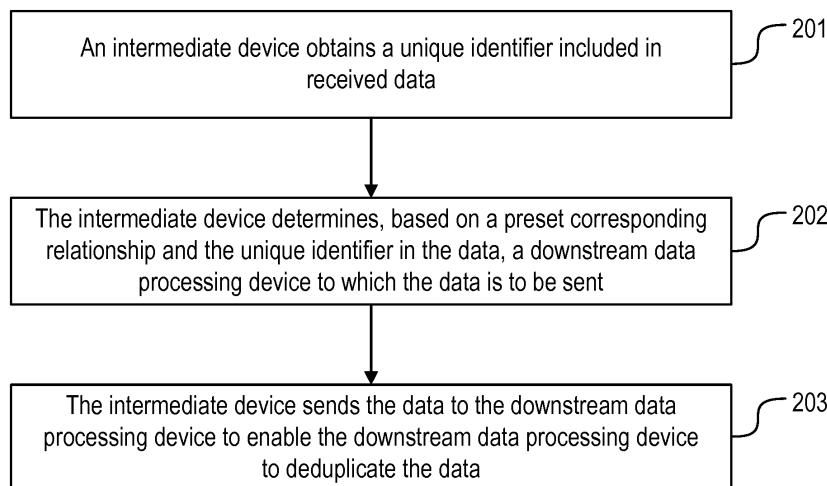 An intermediate device obtains a unique identifier included in
received data
201
The intermediate device determines, based on a preset corresponding
relationship and the unique identifier in the data, a downstream data
processing device to which the data is to be sent
202
The intermediate device sends the data to the downstream data
processing device to enable the downstream data processing device
to deduplicate the data
203